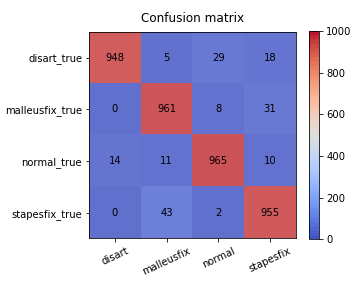 Confusion matrix
disart_true 948 5 29 18
malleusfix_true 0 961 8 31
normal_true 14 11 965 10
stapesfix_true 0 43 2 955
disart malleusfix normal stapesfix
1000
800
600
400
200
0